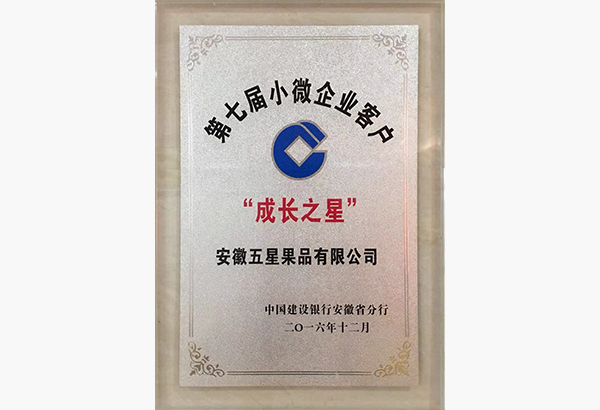 第七届小微企业客户
“成长之星”
安徽五星果品有限公司
中国建设银行安徽省分行
二O一六年十二月